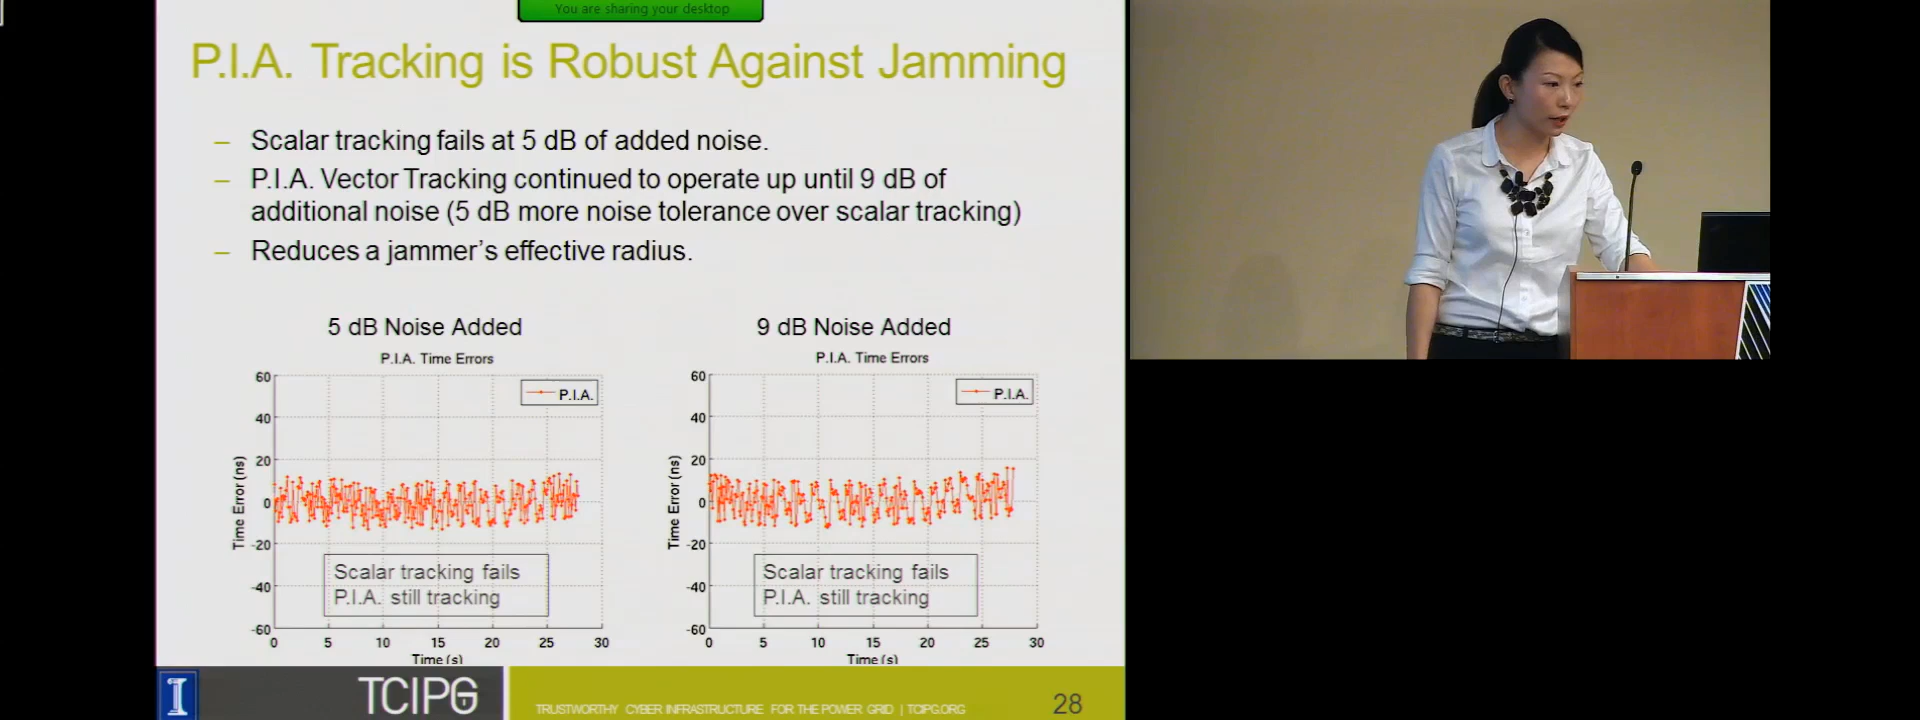 You are sharing your desktop
P.I.A. Tracking is Robust Against Jamming
– Scalar tracking fails at 5 dB of added noise.
– P.I.A. Vector Tracking continued to operate up until 9 dB of
additional noise (5 dB more noise tolerance over scalar tracking)
– Reduces a jammer's effective radius.
5 dB Noise Added
P.I.A. Time Errors
P.I.A.
60
40
20
0
-20
-40
-60
Time Error (ns)
Scalar tracking fails
P.I.A. still tracking
0 5 10 15 20 25 30
Time (s)
9 dB Noise Added
P.I.A. Time Errors
P.I.A.
60
40
20
0
-20
-40
-60
Time Error (ns)
Scalar tracking fails
P.I.A. still tracking
0 5 10 15 20 25 30
Time (s)
I
TCIPG
TRUSTWORTHY CYBER INFRASTRUCTURE FOR THE POWER GRID | TCIPG.ORG
28